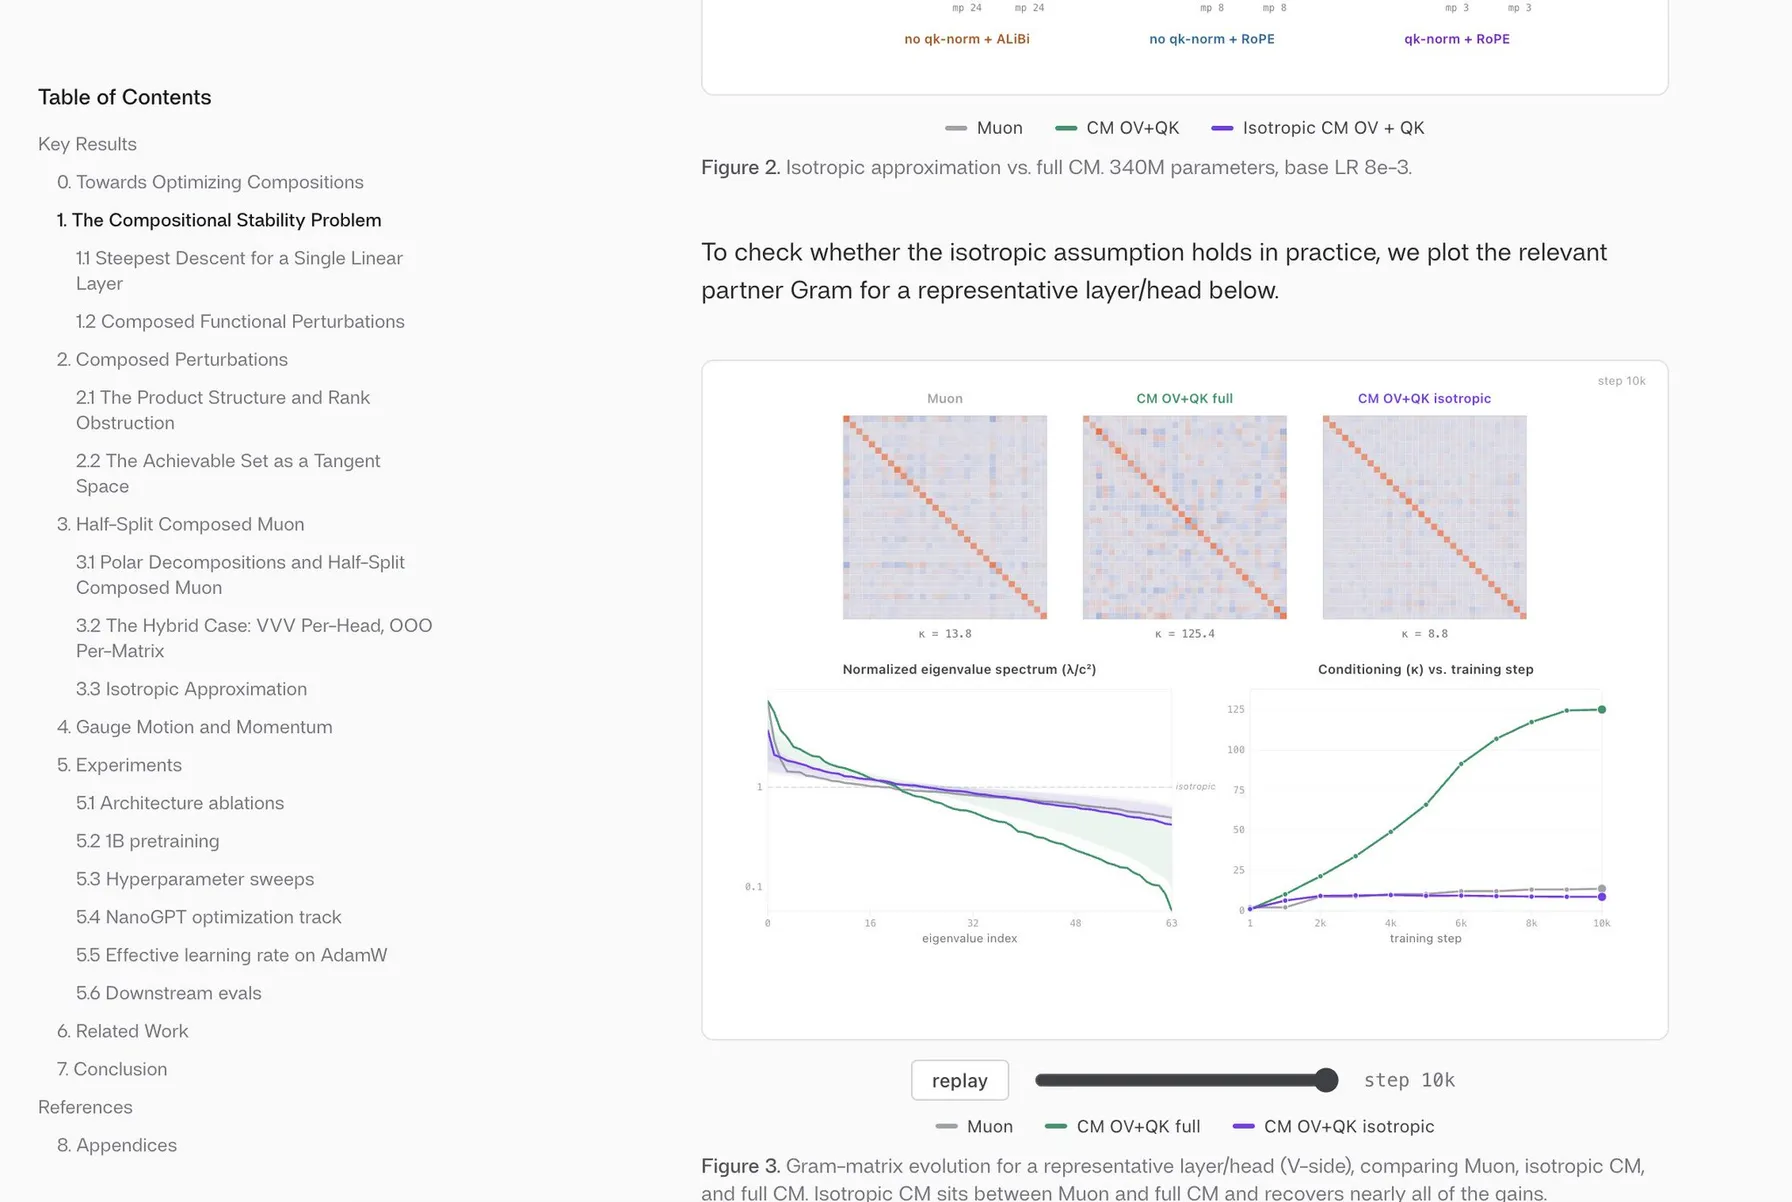 Table of Contents
Key Results
0. Towards Optimizing Compositions
1. The Compositional Stability Problem
1.1 Steepest Descent for a Single Linear
Layer
1.2 Composed Functional Perturbations
2. Composed Perturbations
2.1 The Product Structure and Rank
Obstruction
2.2 The Achievable Set as a Tangent
Space
3. Half-Split Composed Muon
3.1 Polar Decompositions and Half-Split
Composed Muon
3.2 The Hybrid Case: VVV Per-Head, OOO
Per-Matrix
3.3 Isotropic Approximation
4. Gauge Motion and Momentum
5. Experiments
5.1 Architecture ablations
5.2 1B pretraining
5.3 Hyperparameter sweeps
5.4 NanoGPT optimization track
5.5 Effective learning rate on AdamW
5.6 Downstream evals
6. Related Work
7. Conclusion
References
8. Appendices
mp 24 mp 24 mp 8 mp 8 mp 3 mp 3
no qk-norm + ALiBi no qk-norm + RoPE qk-norm + RoPE
Muon CM OV+QK Isotropic CM OV + QK
Figure 2. Isotropic approximation vs. full CM. 340M parameters, base LR 8e-3.
To check whether the isotropic assumption holds in practice, we plot the relevant
partner Gram for a representative layer/head below.
step 10k
Muon CM OV+QK full CM OV+QK isotropic
κ = 13.8 κ = 125.4 κ = 8.8
Normalized eigenvalue spectrum (λ/c²)
1
0.1
isotropic
0 16 32 48 63
eigenvalue index
Conditioning (κ) vs. training step
125
100
75
50
25
0
1 2k 4k 6k 8k 10k
training step
replay step 10k
Muon CM OV+QK full CM OV+QK isotropic
Figure 3. Gram-matrix evolution for a representative layer/head (V-side), comparing Muon, isotropic CM,
and full CM. Isotropic CM sits between Muon and full CM and recovers nearly all of the gains.